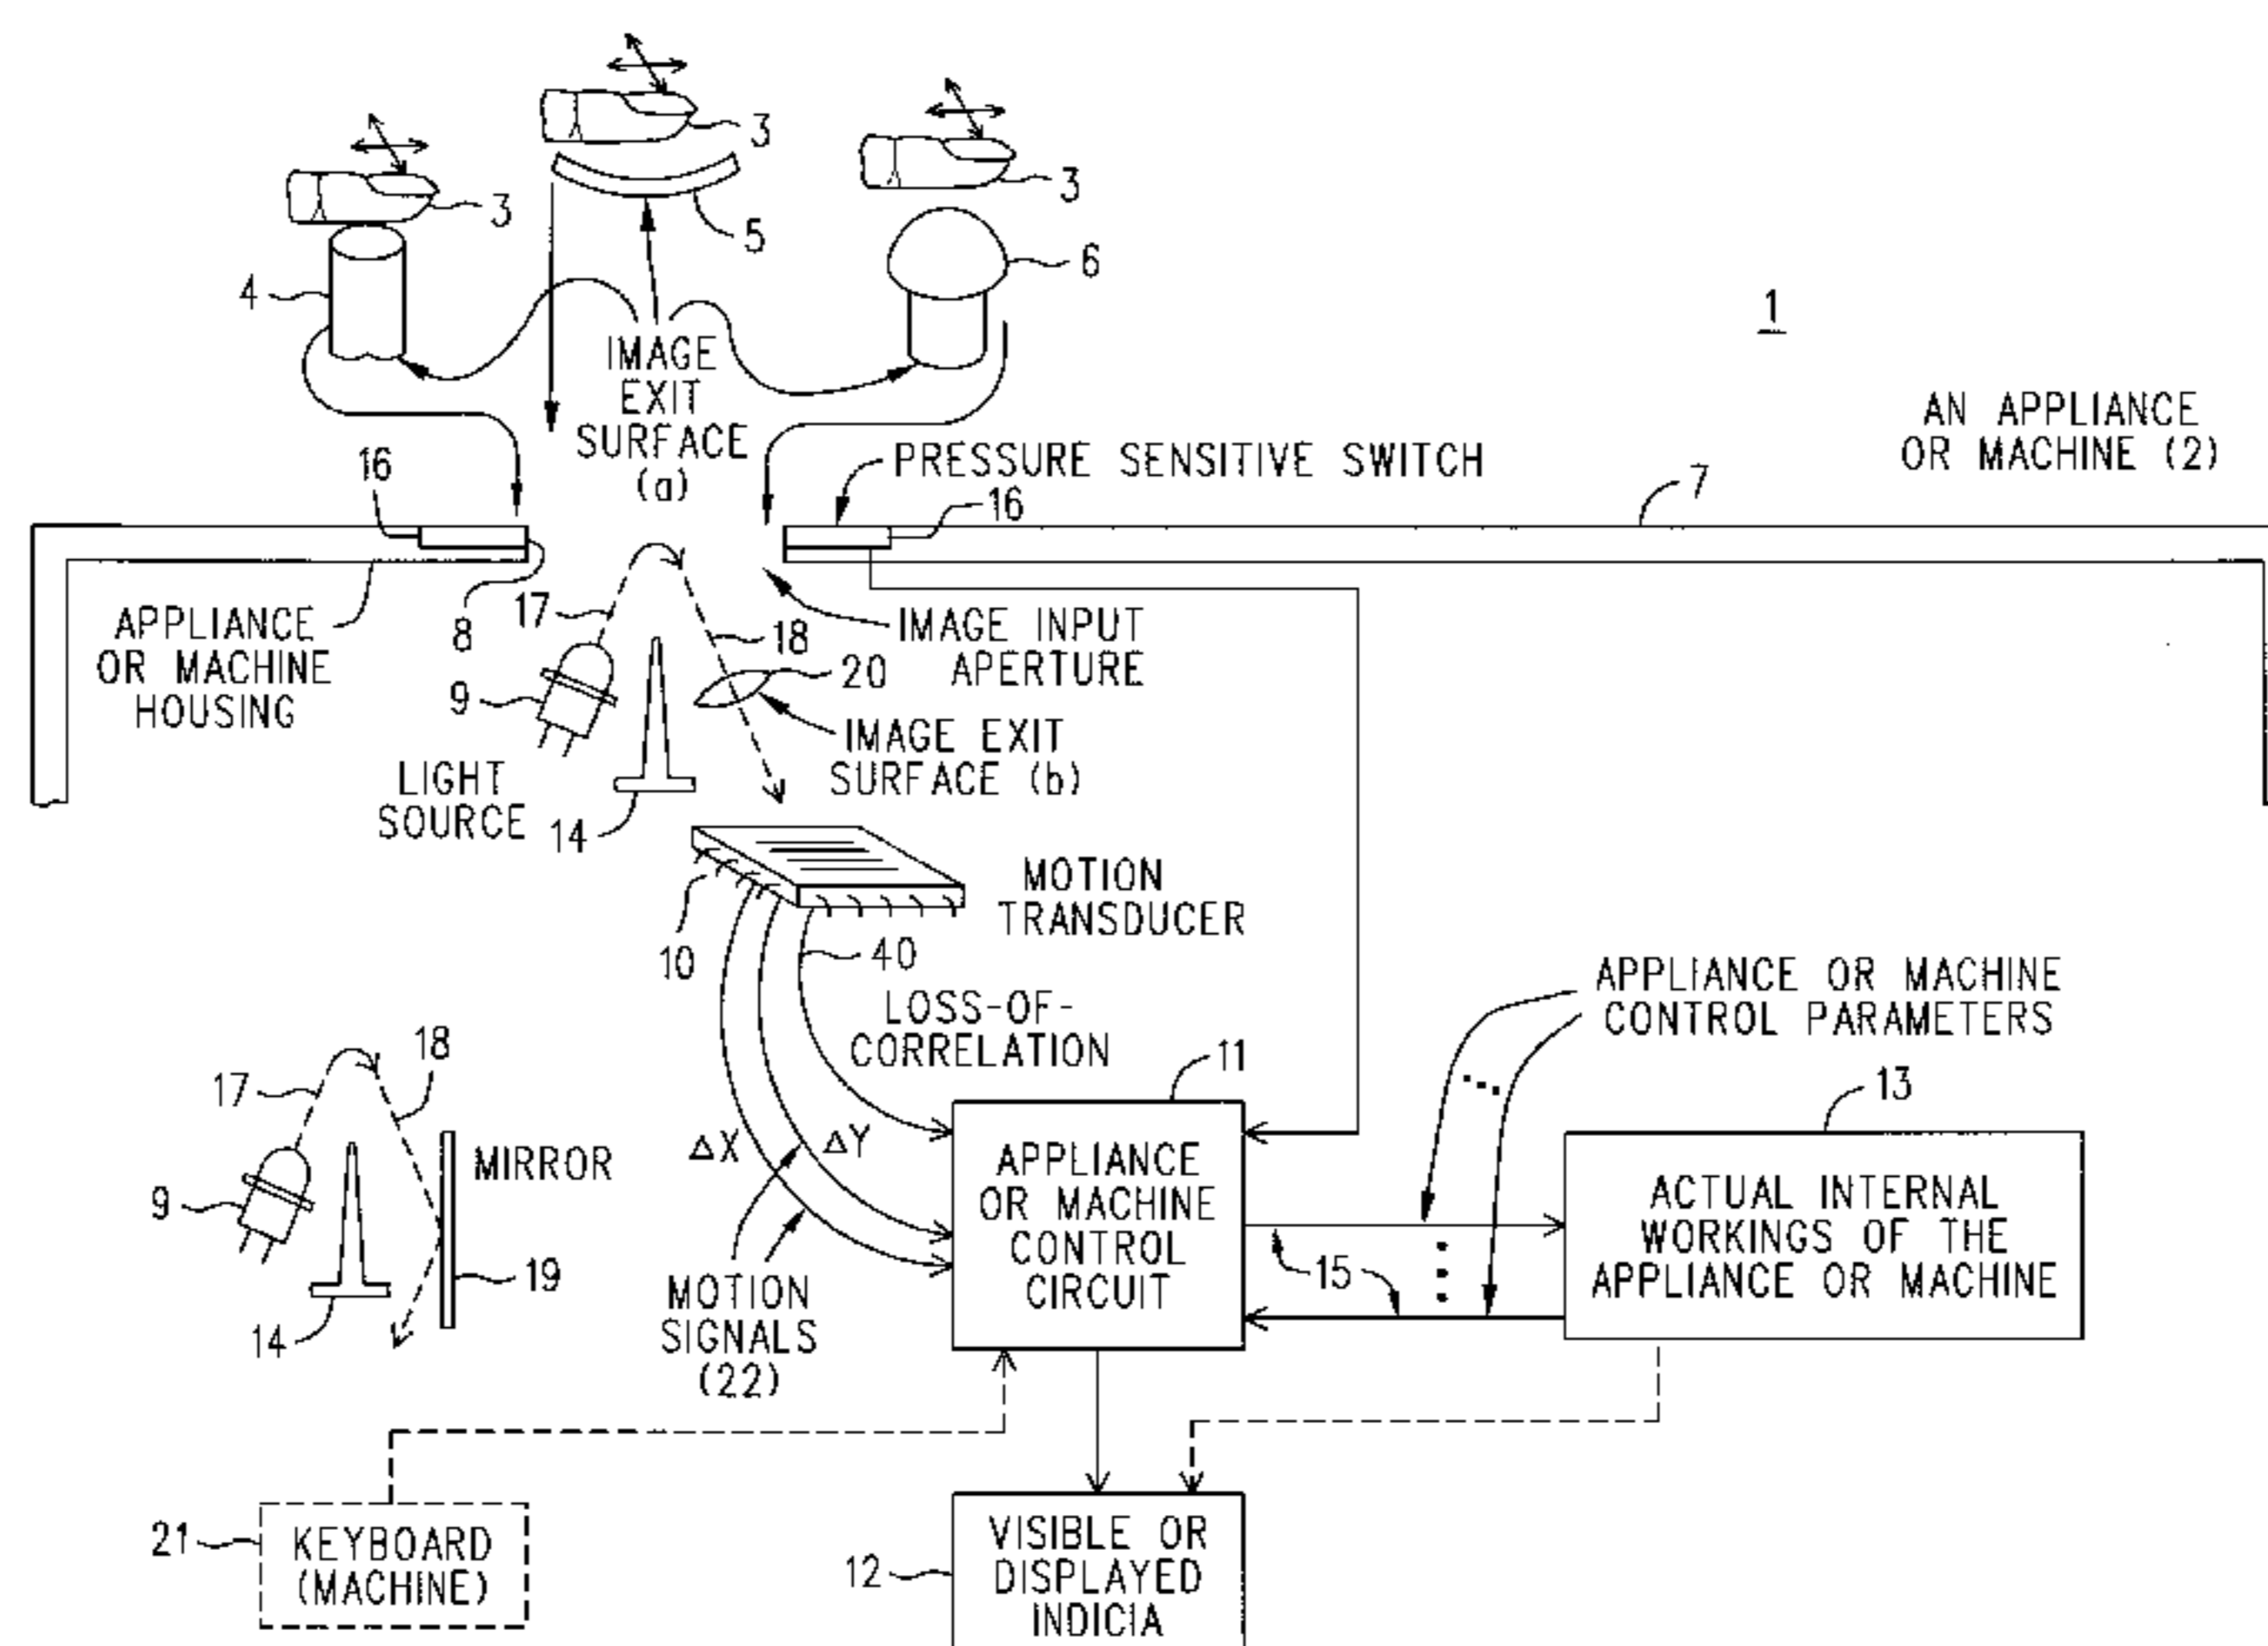 3
3
3
5
4
6
1
IMAGE
EXIT
SURFACE
(a)
AN APPLIANCE
OR MACHINE (2)
PRESSURE SENSITIVE SWITCH
16
16
7
APPLIANCE
OR MACHINE
HOUSING
8
17
18
IMAGE INPUT
APERTURE
20
9
IMAGE EXIT
SURFACE (b)
LIGHT
SOURCE
14
MOTION
TRANSDUCER
10
40
LOSS-OF-
CORRELATION
APPLIANCE OR MACHINE
CONTROL PARAMETERS
17
18
11
13
MIRROR
9
19
14
ΔX
ΔY
APPLIANCE
OR MACHINE
CONTROL
CIRCUIT
15
ACTUAL INTERNAL
WORKINGS OF THE
APPLIANCE OR MACHINE
MOTION
SIGNALS
(22)
21
KEYBOARD
(MACHINE)
12
VISIBLE OR
DISPLAYED
INDICIA